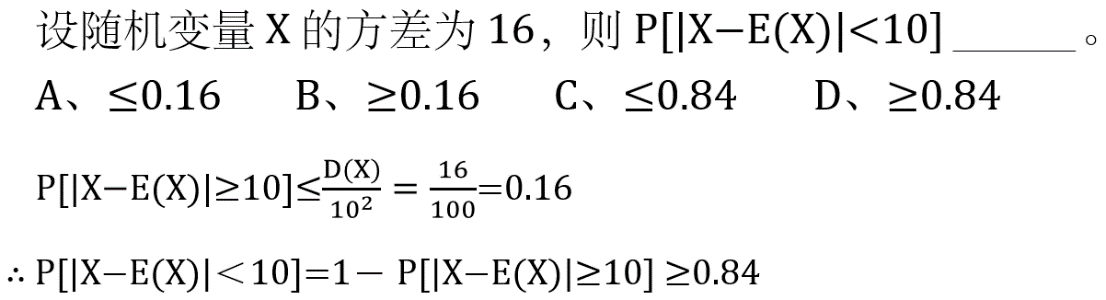 设随机变量 X 的方差为 16，则 P[|X−E(X)|<10] ______。
A、≤0.16 B、≥0.16 C、≤0.84 D、≥0.84
P[|X−E(X)|≥10]≤D(X)/10² = 16/100=0.16
∴ P[|X−E(X)|＜10]=1− P[|X−E(X)|≥10] ≥0.84